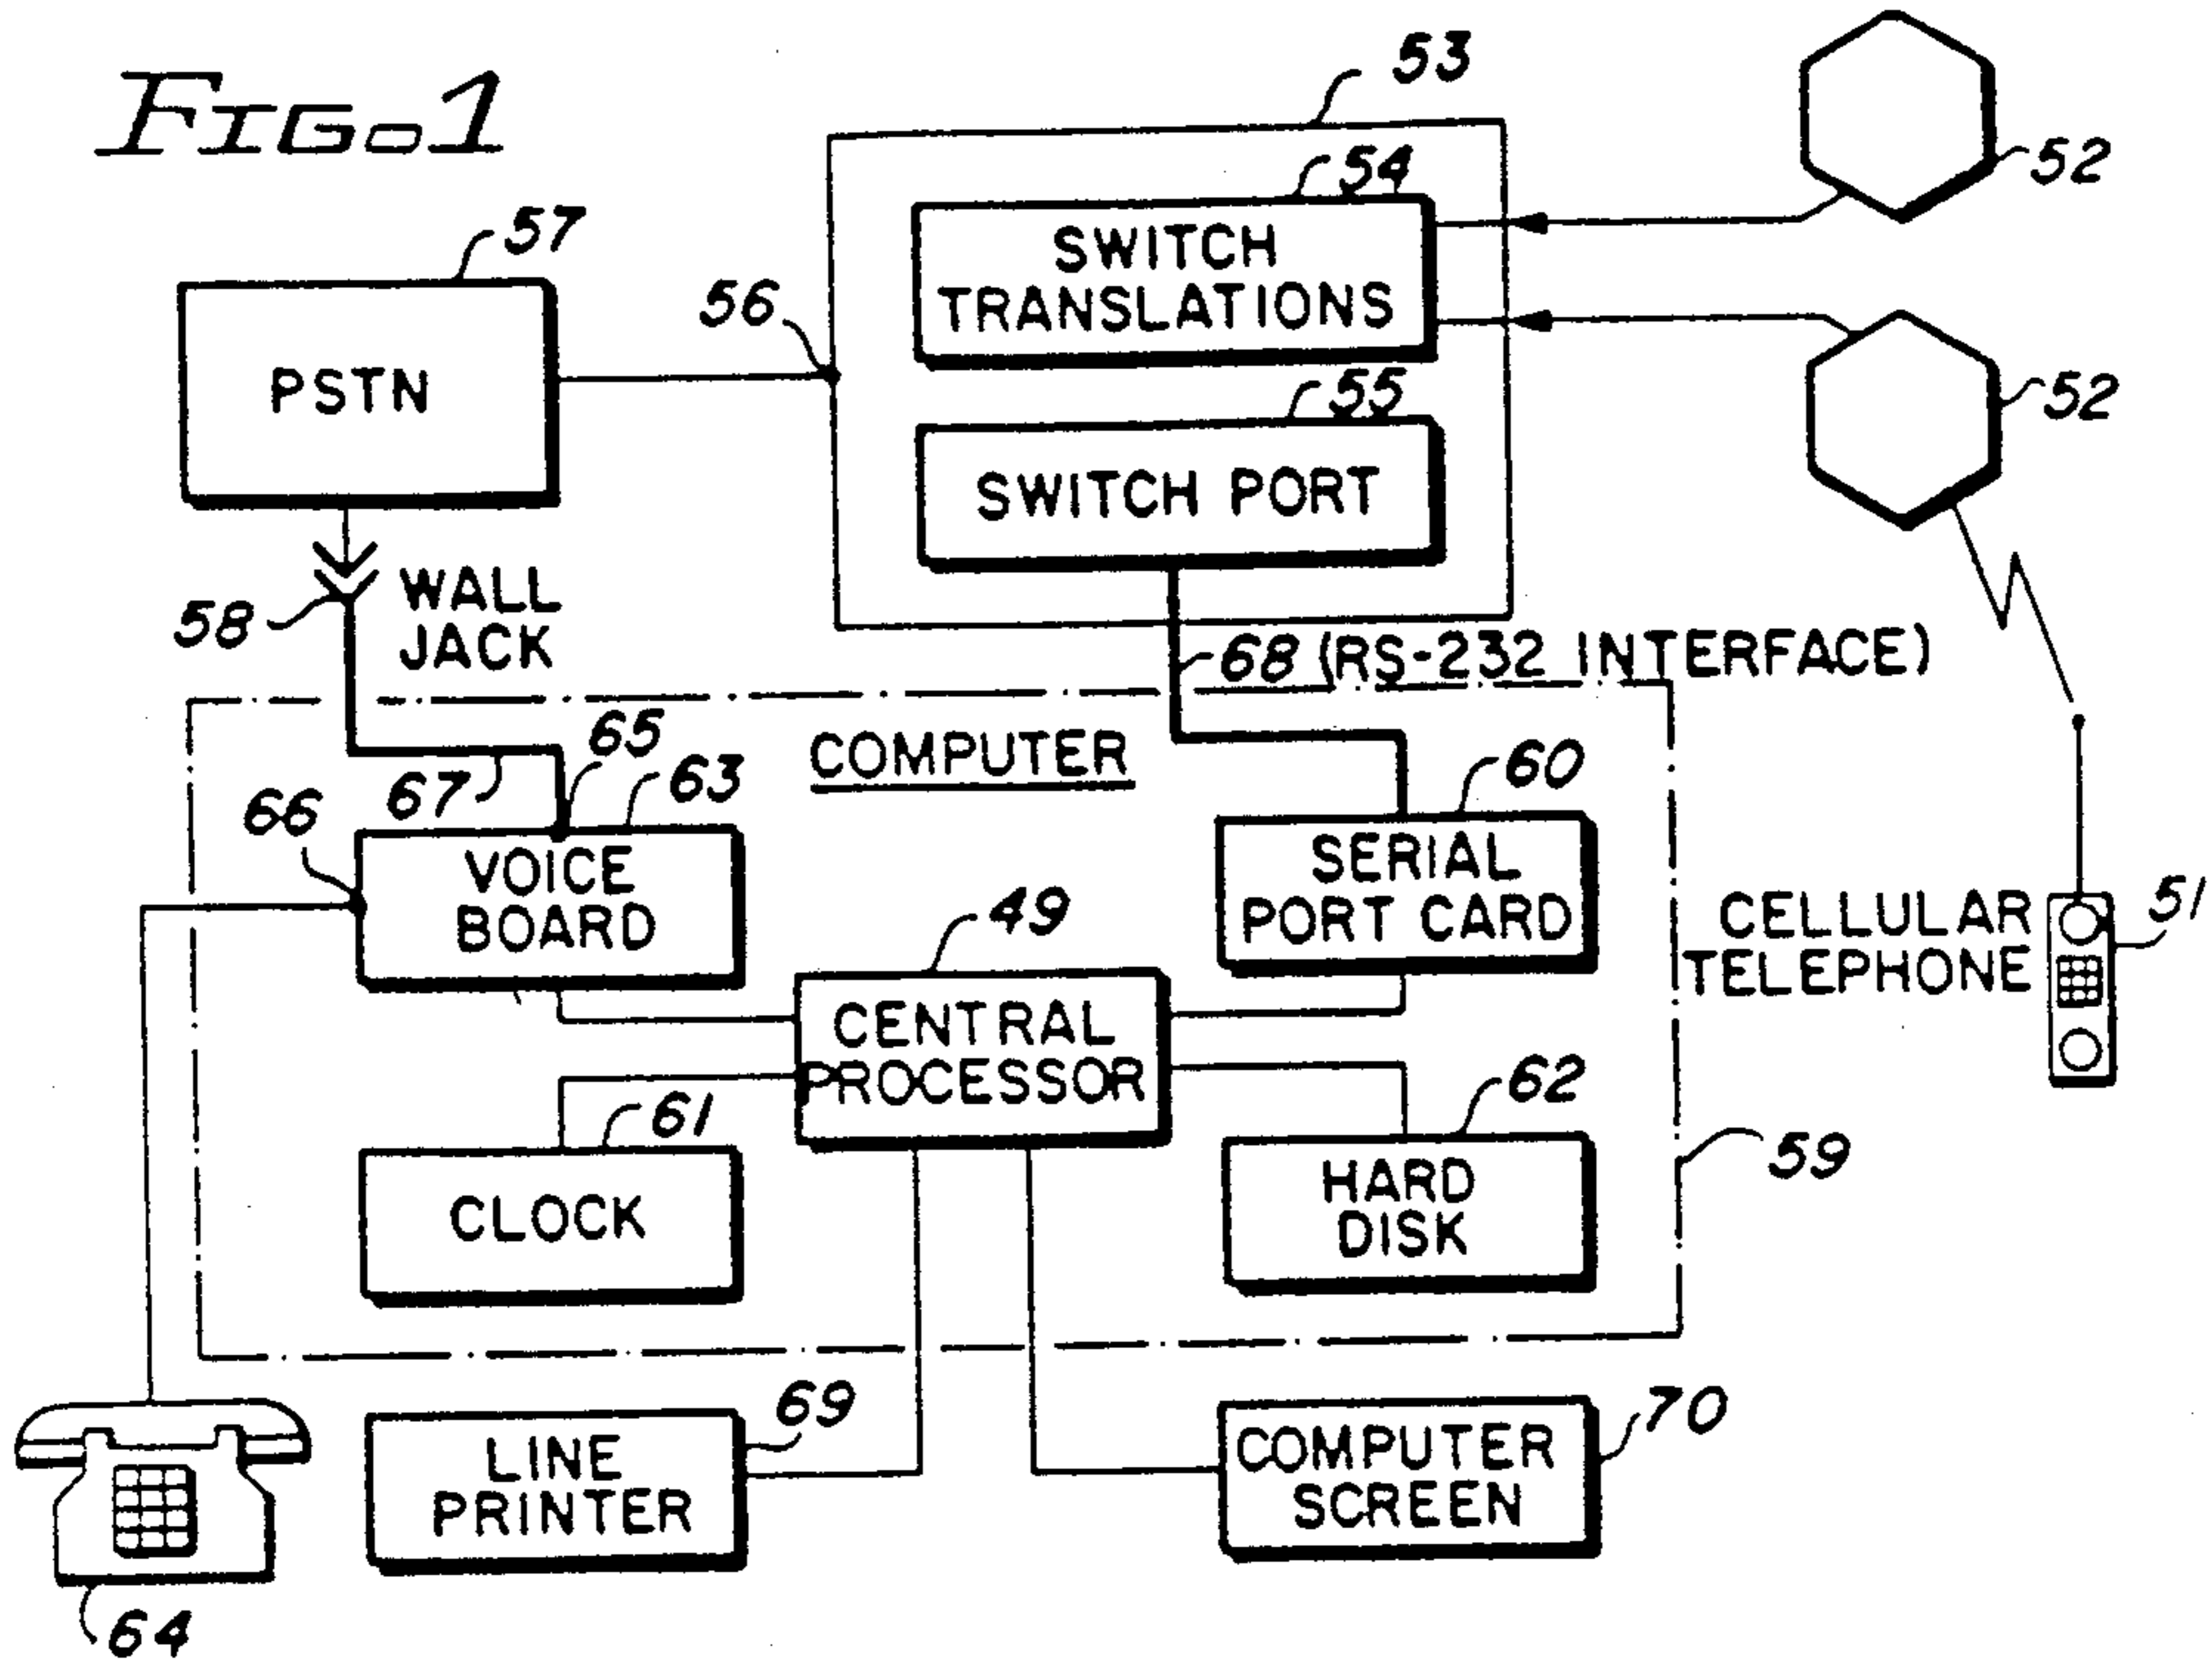 FIGo1
53
52
54
SWITCH
TRANSLATIONS
57
PSTN
56
52
55
SWITCH PORT
58
WALL
JACK
68 (RS-232 INTERFACE)
COMPUTER
65
63
67
66
VOICE
BOARD
60
SERIAL
PORT CARD
49
CENTRAL
PROCESSOR
CELLULAR
TELEPHONE
51
61
CLOCK
62
HARD
DISK
59
64
69
LINE
PRINTER
70
COMPUTER
SCREEN